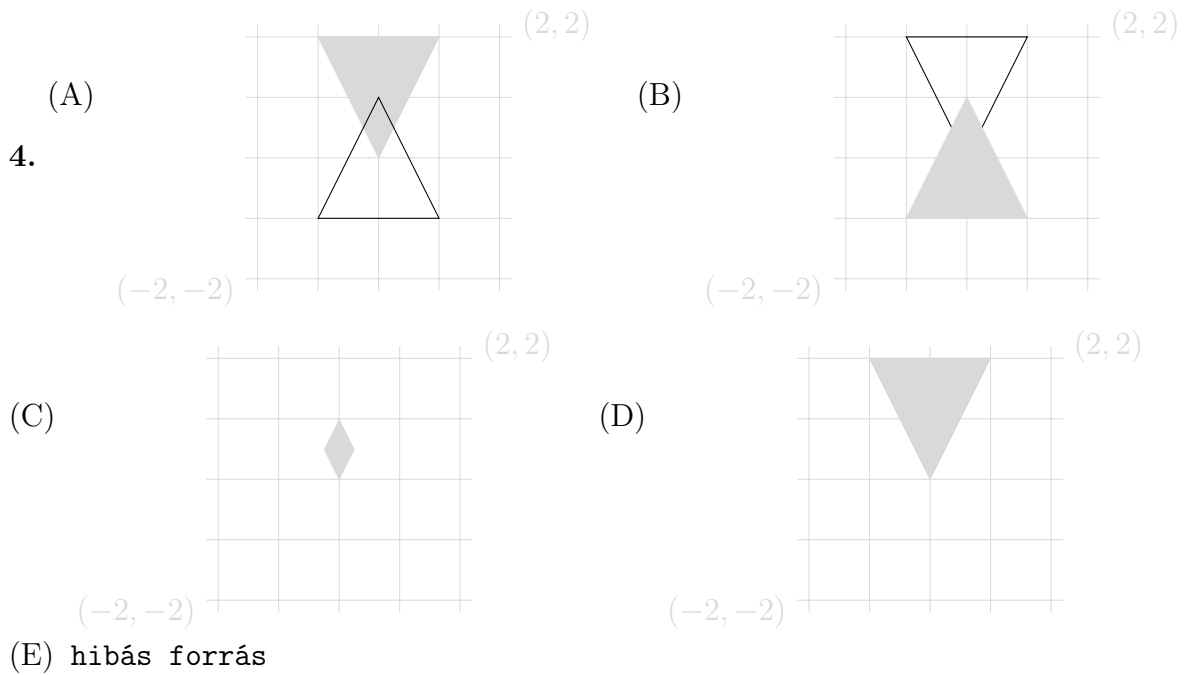 4.
(A)
(2, 2)
(−2, −2)
(B)
(2, 2)
(−2, −2)
(C)
(2, 2)
(−2, −2)
(D)
(2, 2)
(−2, −2)
(E) hibás forrás